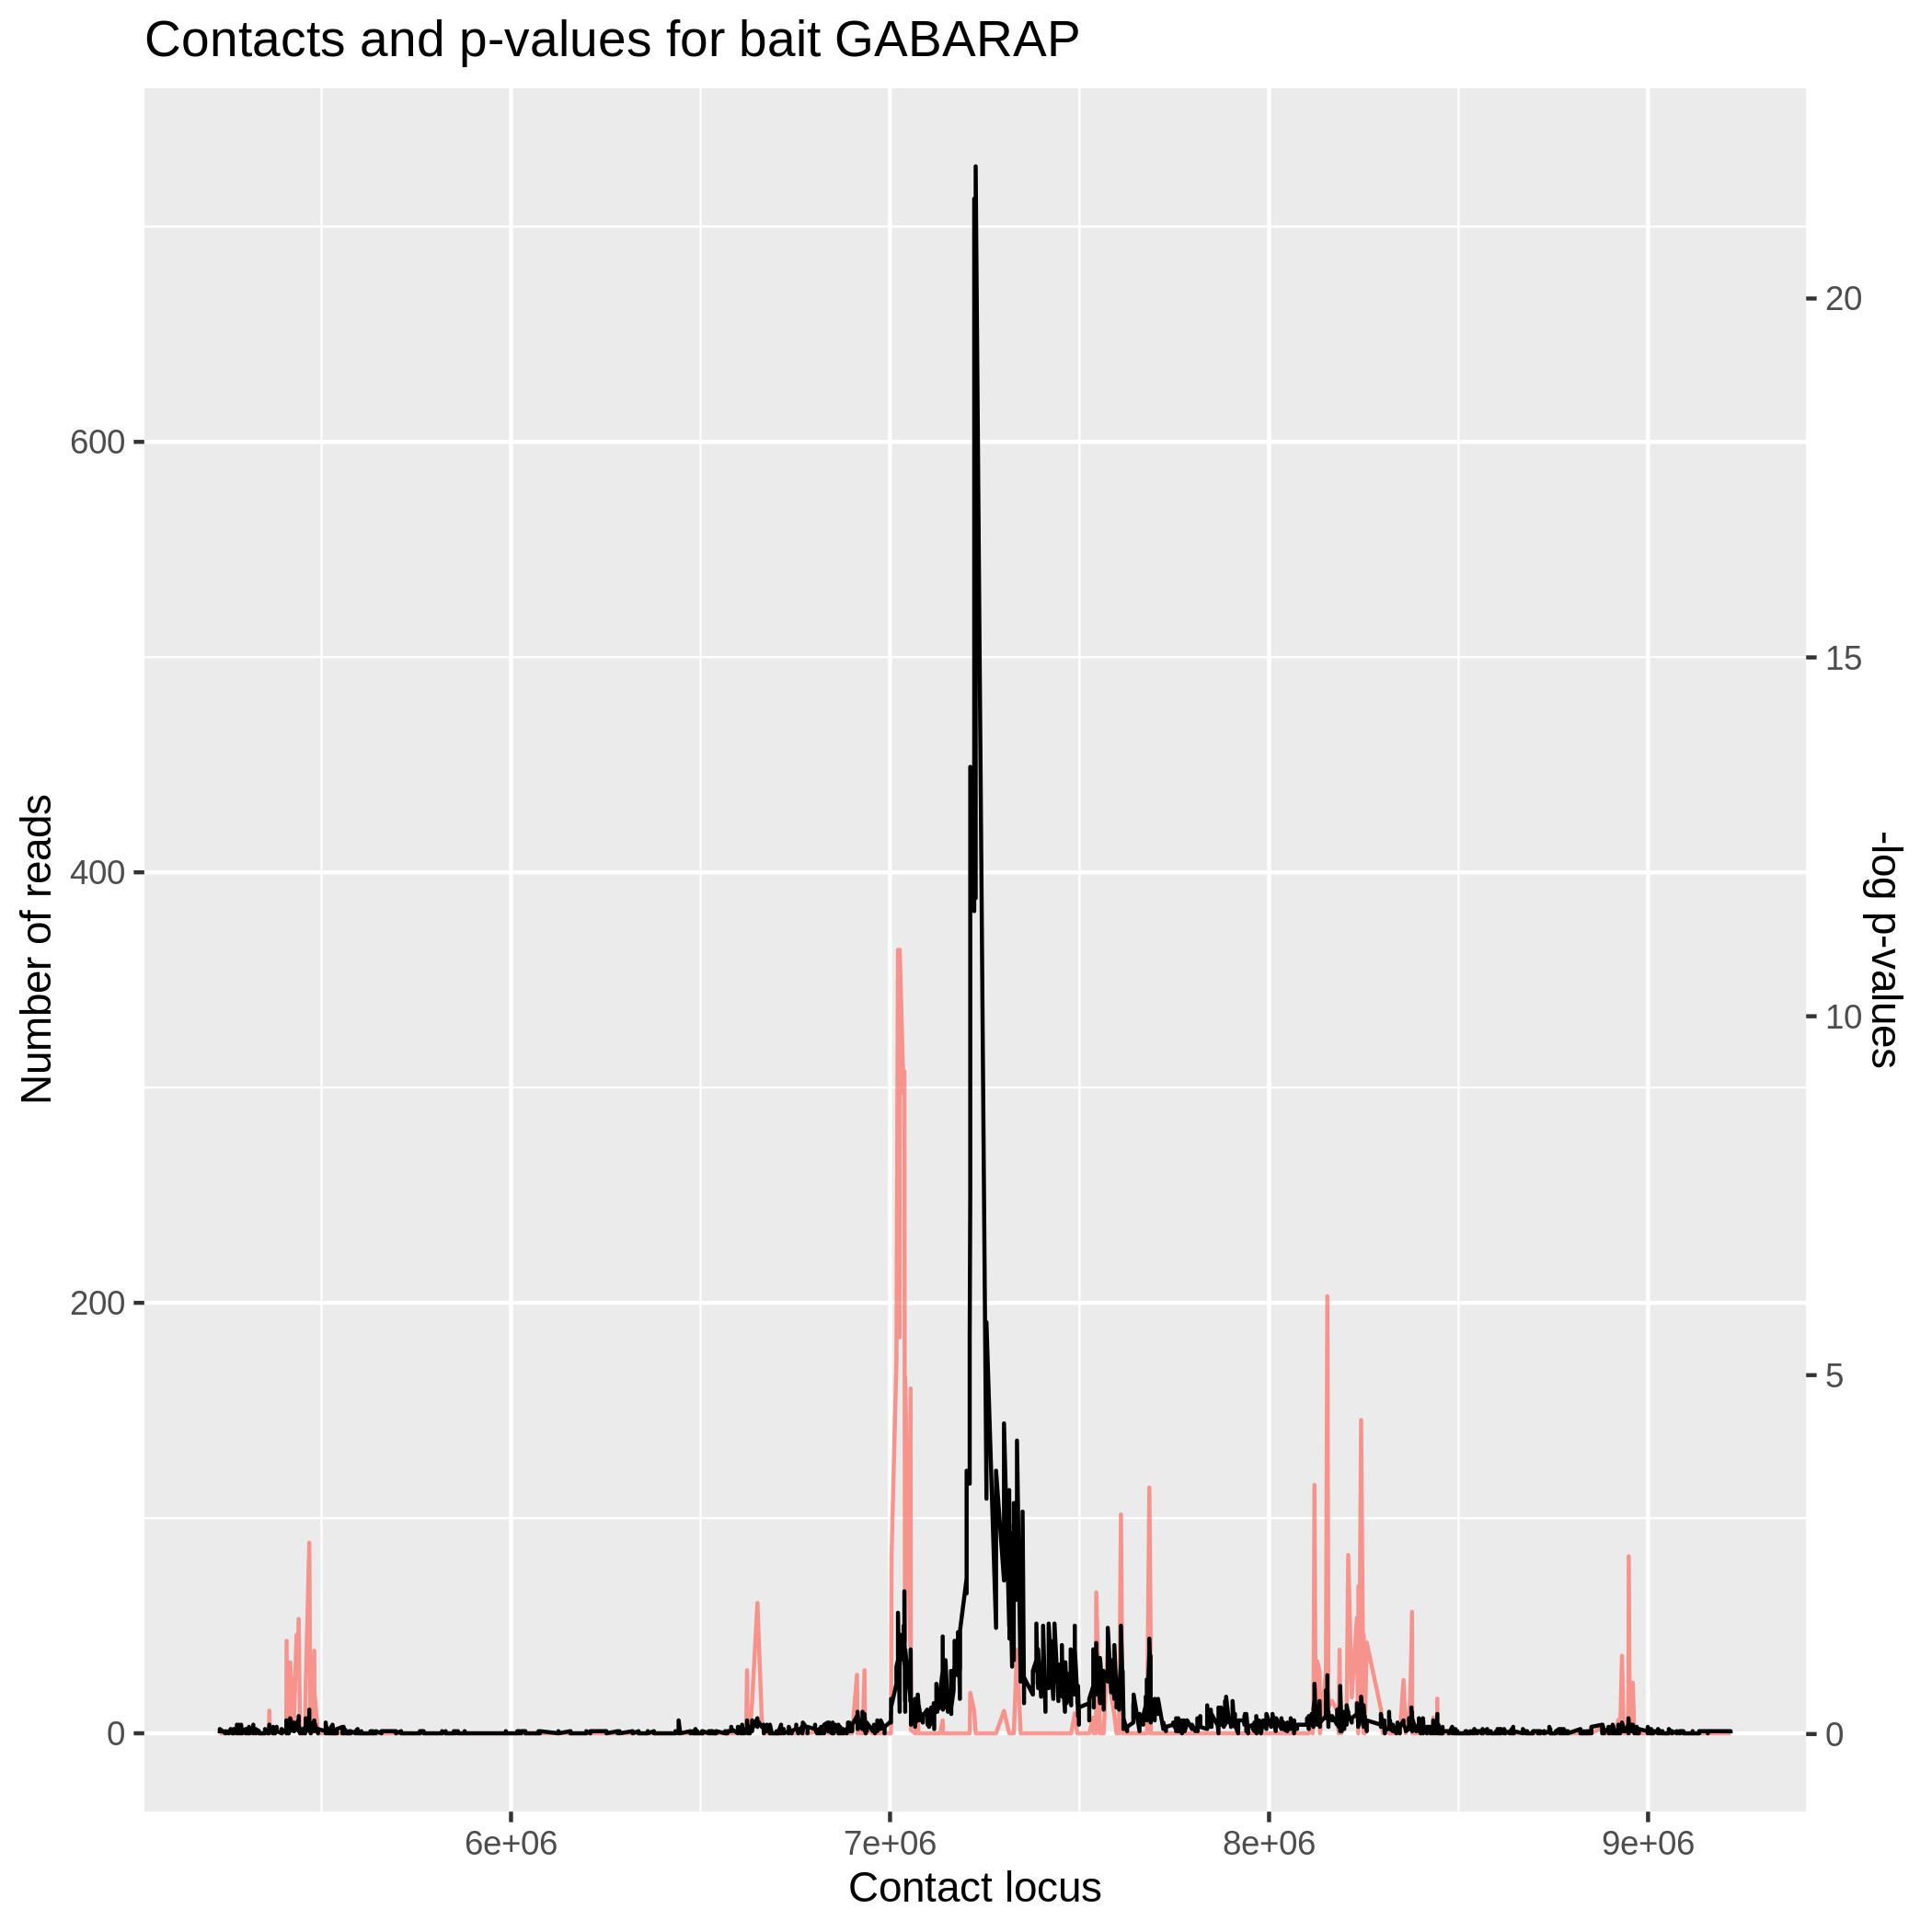 Contacts and p-values for bait GABARAP
Number of reads
600
400
200
0
20
15
10
5
0
-log p-values
6e+06
7e+06
8e+06
9e+06
Contact locus